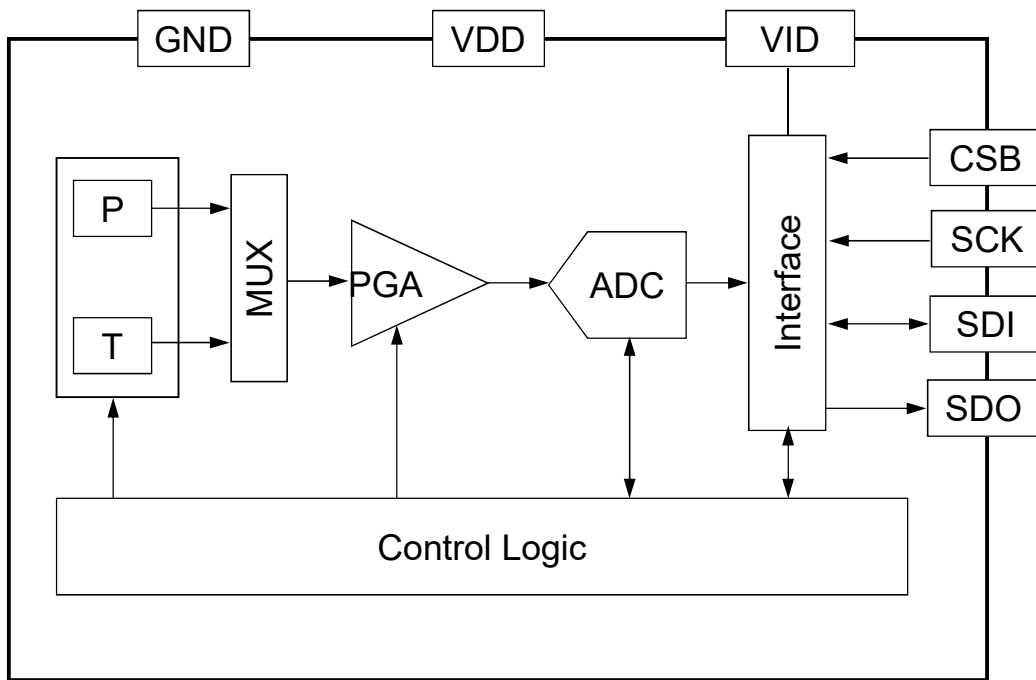 GND
VDD
VID
CSB
P
SCK
MUX
PGA
ADC
Interface
SDI
T
SDO
Control Logic